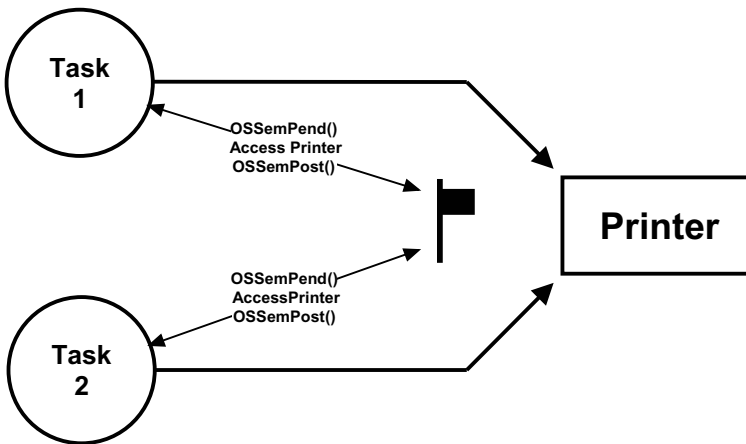 Task
1
OSSemPend()
Access Printer
OSSemPost()
Printer
OSSemPend()
AccessPrinter
OSSemPost()
Task
2